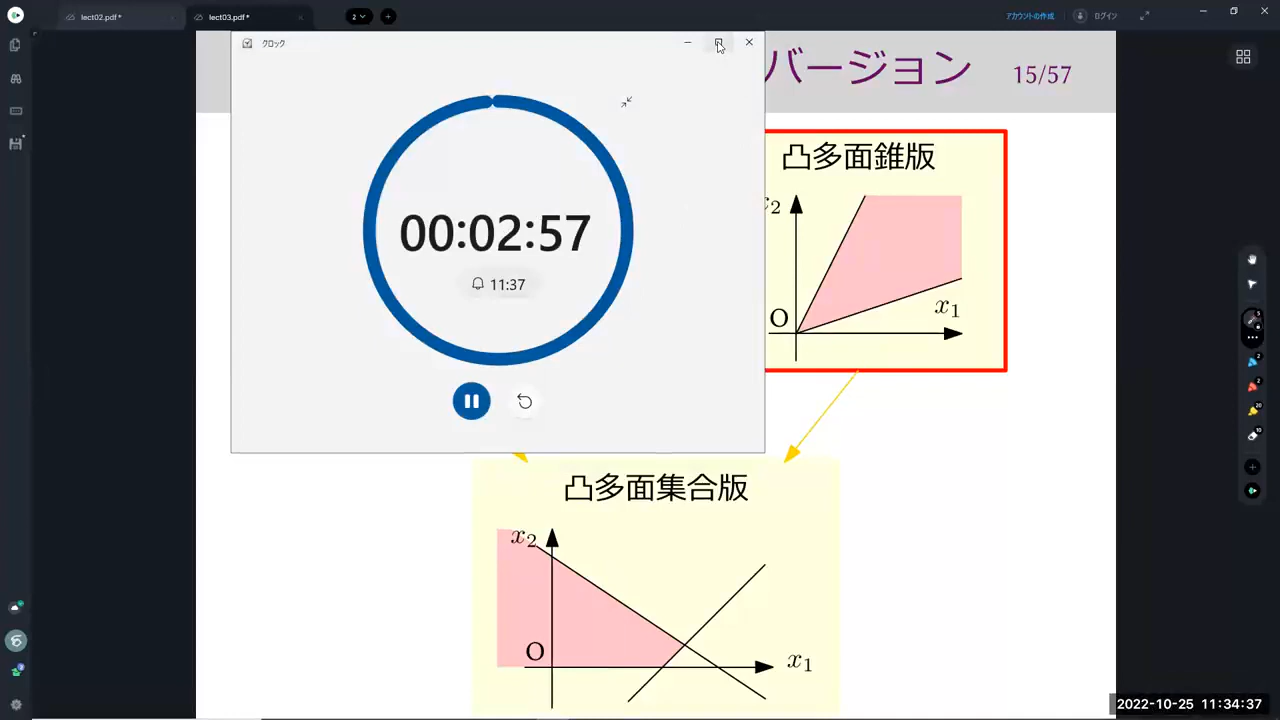 lect02.pdf*
lect03.pdf*
2
アカウントの作成
ログイン
クロック
バージョン
15/57
00:02:57
11:37
凸多面錐版
x2
O
x1
凸多面集合版
x2
O
x1
2022-10-25 11:34:37